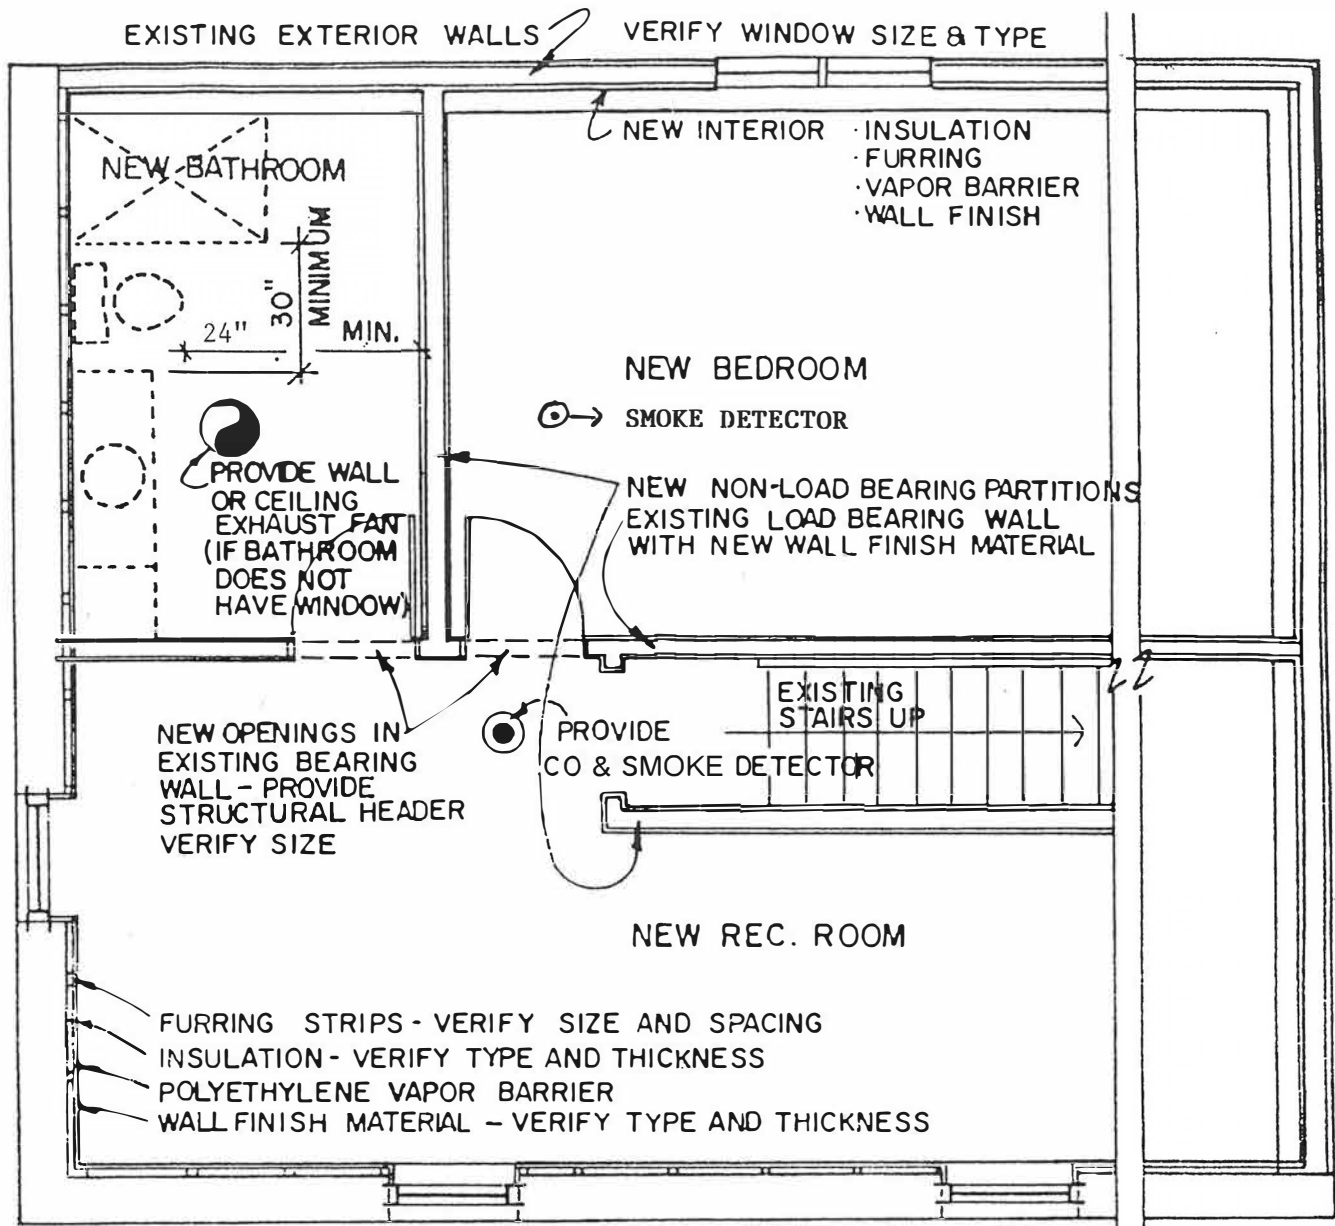 EXISTING EXTERIOR WALLS
VERIFY WINDOW SIZE & TYPE
NEW INTERIOR
· INSULATION
· FURRING
· VAPOR BARRIER
· WALL FINISH
NEW BATHROOM
30"
MINIMUM
24"
MIN.
NEW BEDROOM
SMOKE DETECTOR
PROVIDE WALL
OR CEILING
EXHAUST FAN
(IF BATHROOM
DOES NOT
HAVE WINDOW)
NEW NON-LOAD BEARING PARTITIONS
EXISTING LOAD BEARING WALL
WITH NEW WALL FINISH MATERIAL
EXISTING
STAIRS UP
NEW OPENINGS IN
EXISTING BEARING
WALL - PROVIDE
STRUCTURAL HEADER
VERIFY SIZE
PROVIDE
CO & SMOKE DETECTOR
NEW REC. ROOM
FURRING STRIPS - VERIFY SIZE AND SPACING
INSULATION - VERIFY TYPE AND THICKNESS
POLYETHYLENE VAPOR BARRIER
WALL FINISH MATERIAL - VERIFY TYPE AND THICKNESS